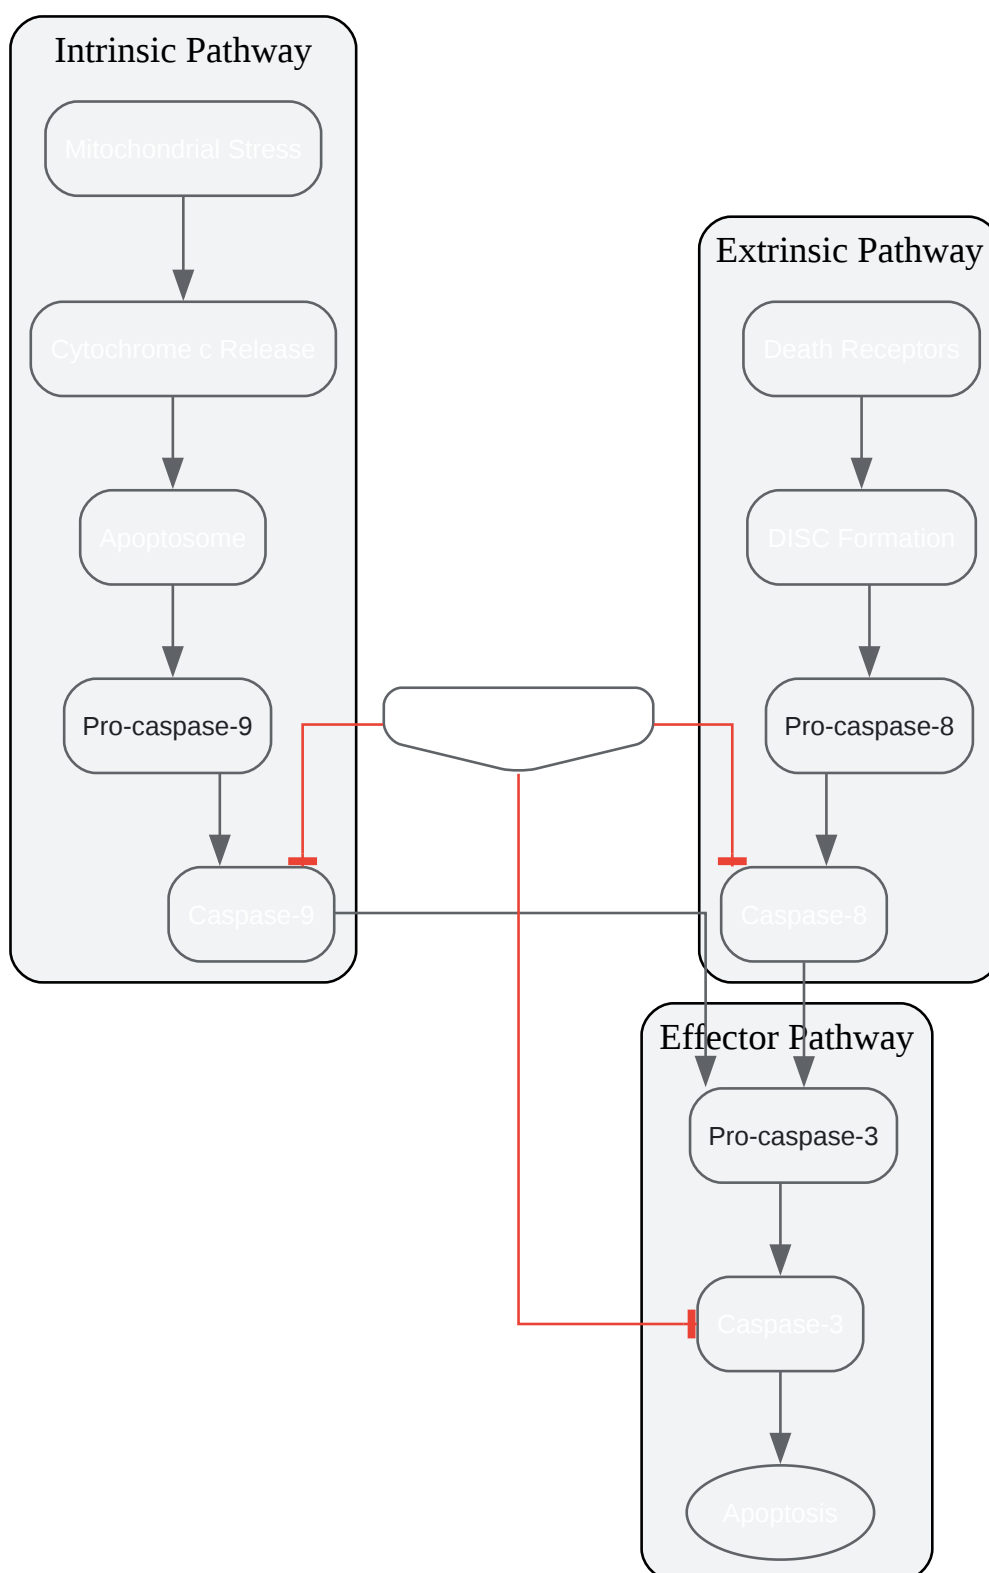 Intrinsic Pathway
Mitochondrial Stress
Cytochrome c Release
Apoptosome
Pro-caspase-9
Caspase-9
Extrinsic Pathway
Death Receptors
DISC Formation
Pro-caspase-8
Caspase-8
Effector Pathway
Pro-caspase-3
Caspase-3
Apoptosis